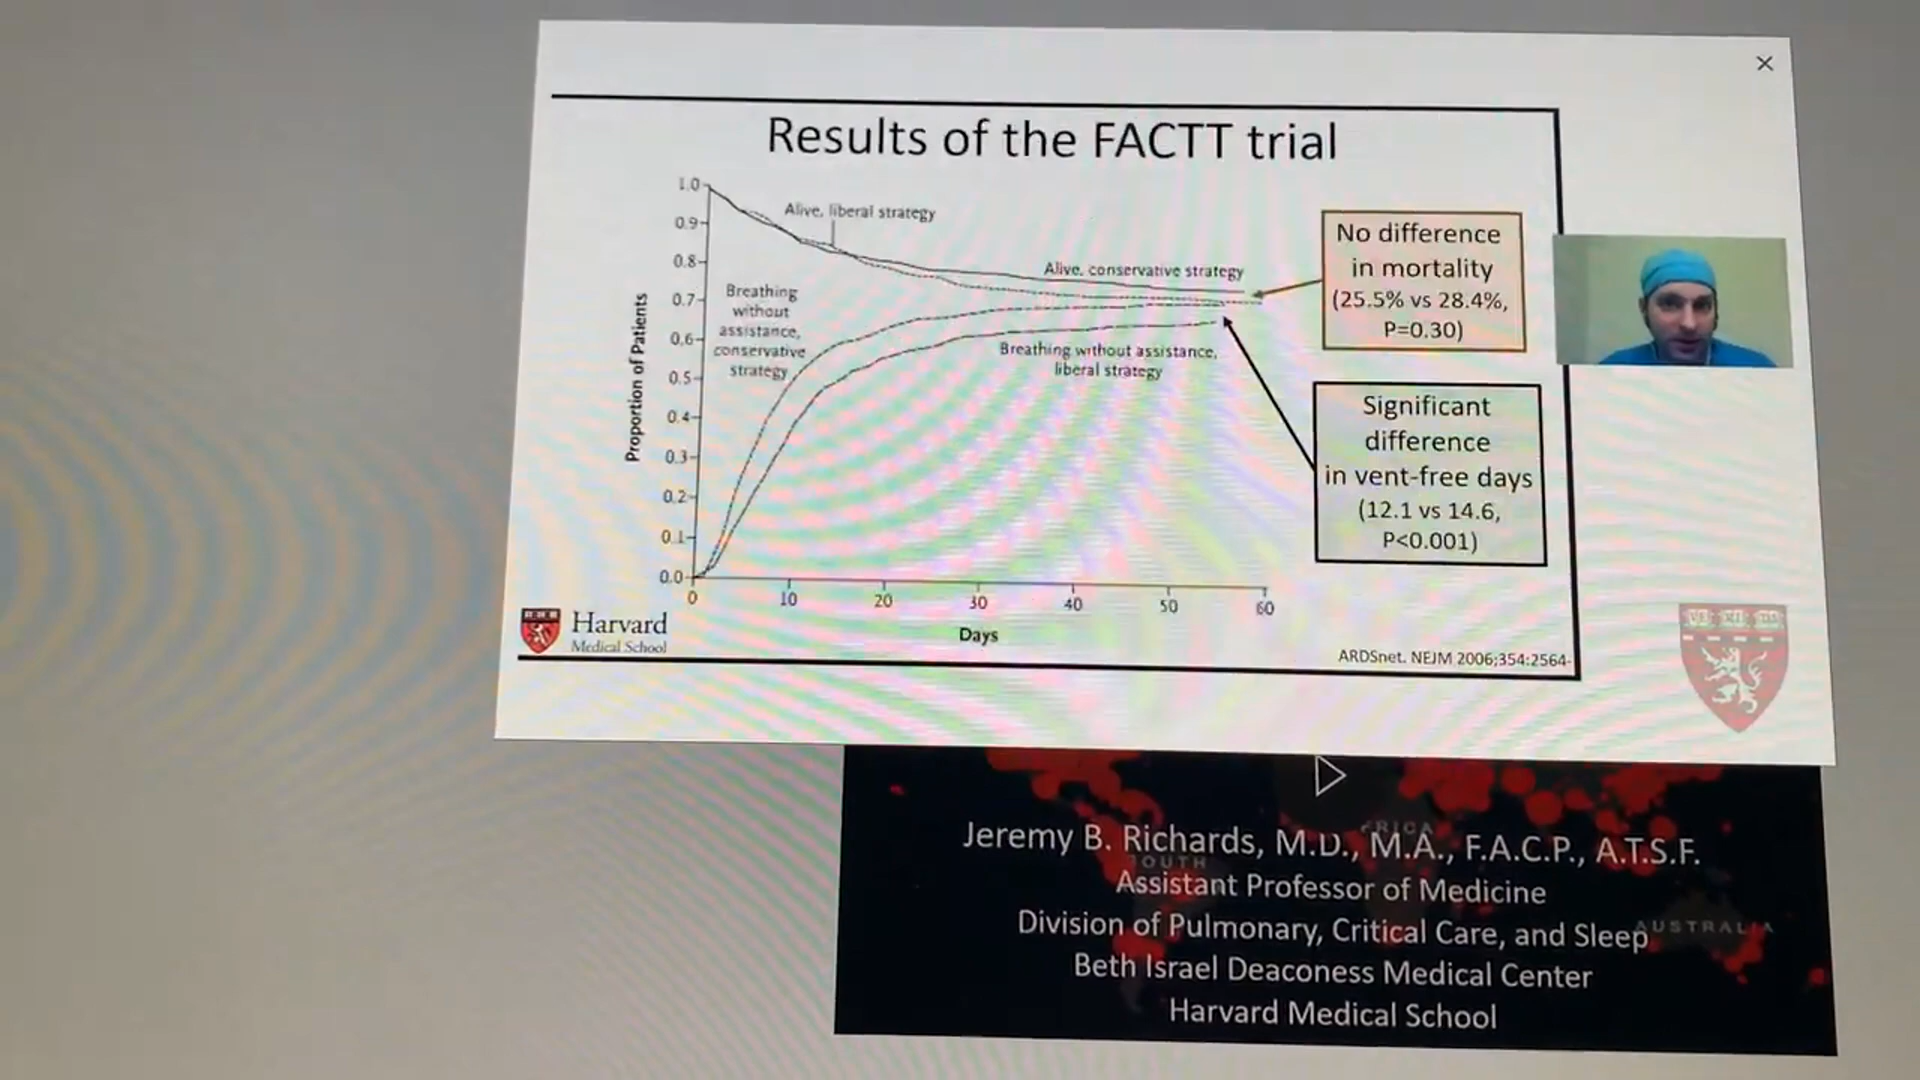 Results of the FACTT trial
1.0
0.9
0.8
0.7
0.6
0.5
0.4
0.3
0.2
0.1
0.0
Proportion of Patients
Alive, liberal strategy
Alive, conservative strategy
Breathing
without
assistance,
conservative
strategy
Breathing without assistance,
liberal strategy
No difference
in mortality
(25.5% vs 28.4%,
P=0.30)
Significant
difference
in vent-free days
(12.1 vs 14.6,
P<0.001)
0 10 20 30 40 50 60
Days
Harvard
Medical School
ARDSnet. NEJM 2006;354:2564-
VE RI TAS
Jeremy B. Richards, M.D., M.A., F.A.C.P., A.T.S.F.
SOUTH
Assistant Professor of Medicine
Division of Pulmonary, Critical Care, and Sleep
AUSTRALIA
Beth Israel Deaconess Medical Center
Harvard Medical School